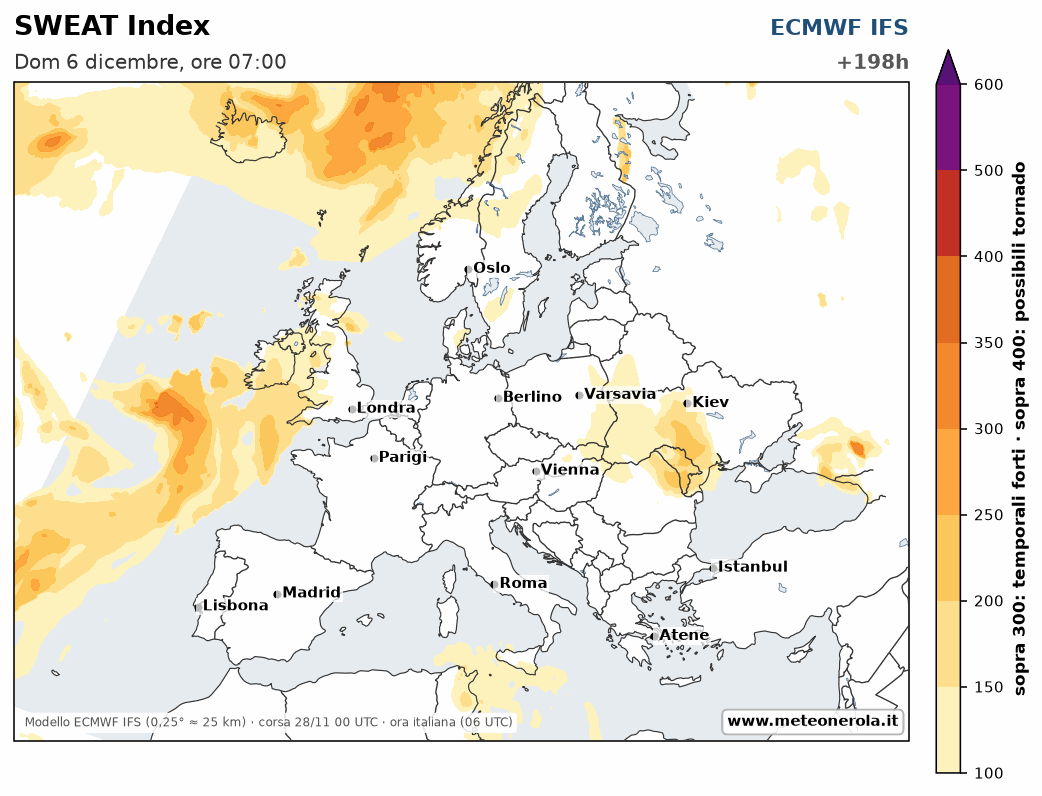 SWEAT Index
ECMWF IFS
Dom 6 dicembre, ore 07:00
+198h
Oslo
Londra
Berlino
Varsavia
Kiev
Parigi
Vienna
Istanbul
Roma
Madrid
Lisbona
Atene
Modello ECMWF IFS (0,25° ≈ 25 km) · corsa 28/11 00 UTC · ora italiana (06 UTC)
www.meteonerola.it
600
500
400
350
300
250
200
150
100
sopra 300: temporali forti · sopra 400: possibili tornado